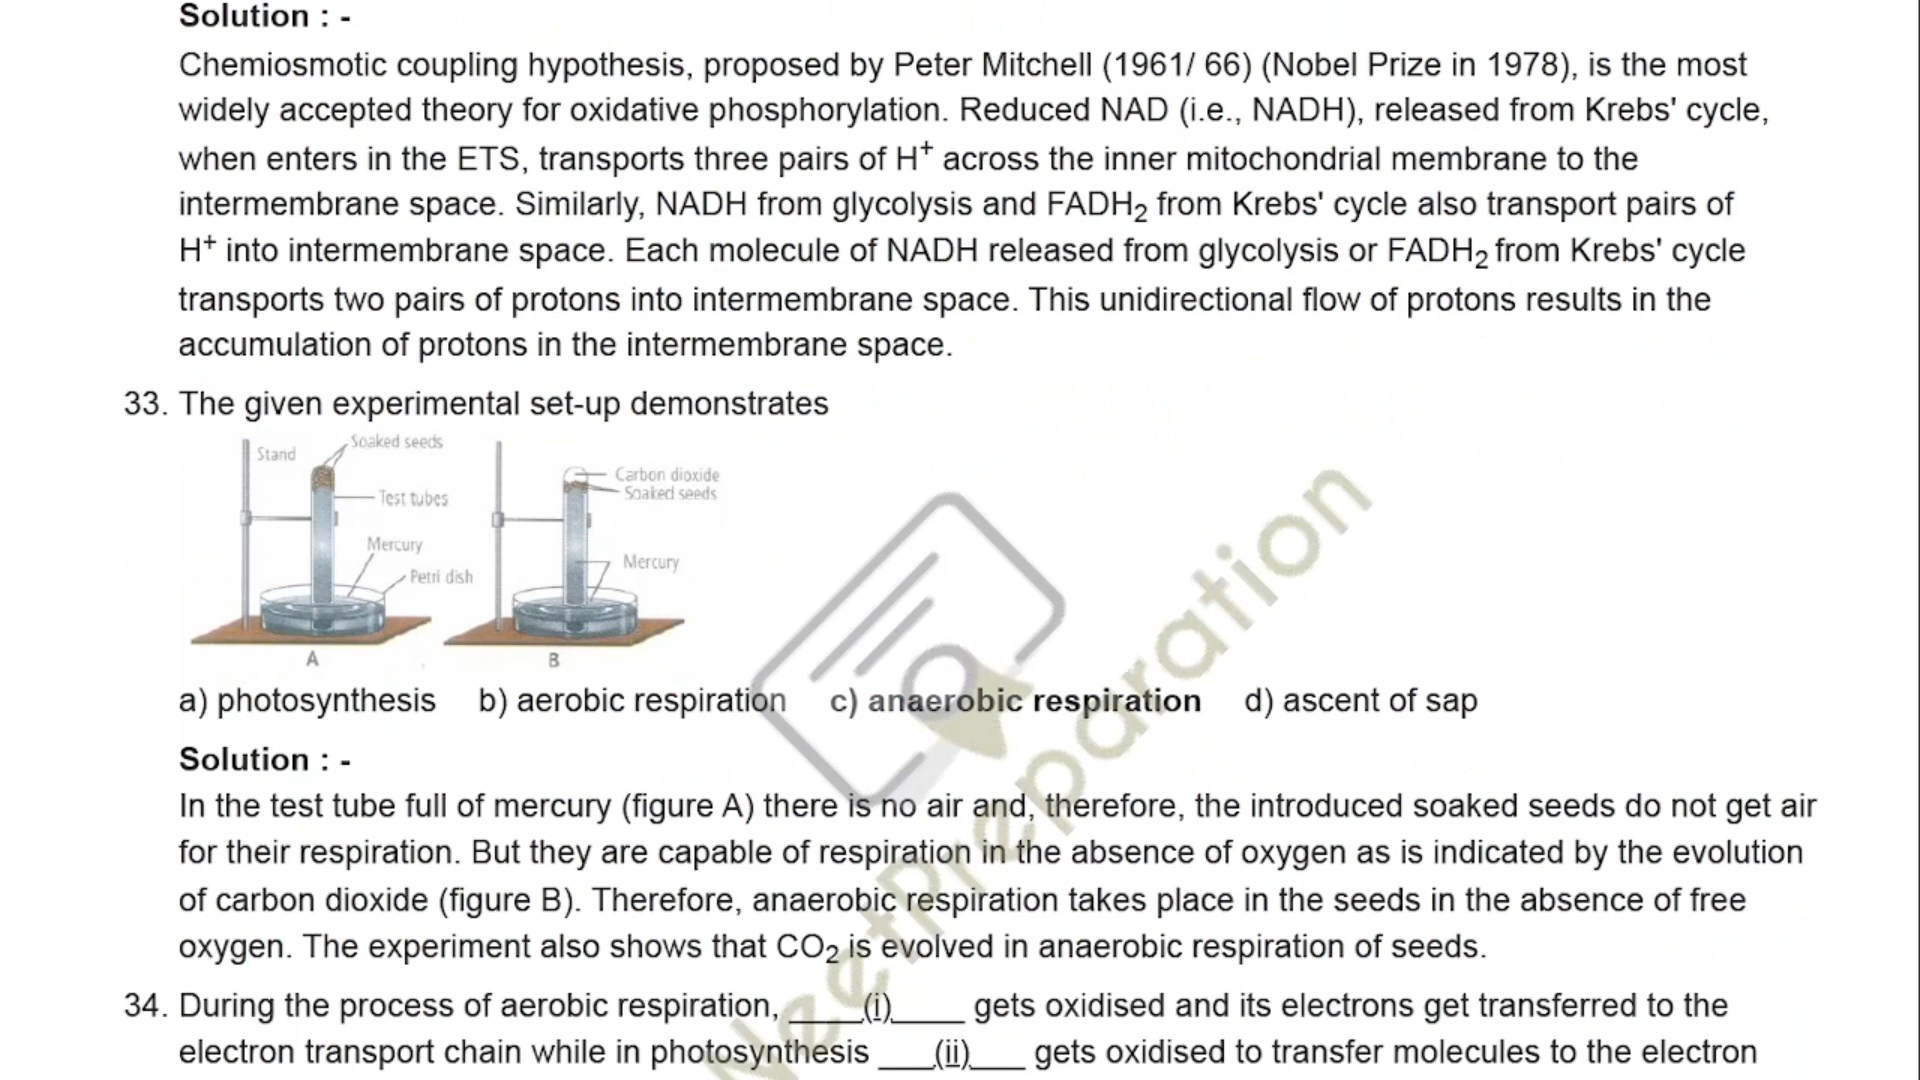 Solution : -
Chemiosmotic coupling hypothesis, proposed by Peter Mitchell (1961/ 66) (Nobel Prize in 1978), is the most
widely accepted theory for oxidative phosphorylation. Reduced NAD (i.e., NADH), released from Krebs' cycle,
when enters in the ETS, transports three pairs of H⁺ across the inner mitochondrial membrane to the
intermembrane space. Similarly, NADH from glycolysis and FADH₂ from Krebs' cycle also transport pairs of
H⁺ into intermembrane space. Each molecule of NADH released from glycolysis or FADH₂ from Krebs' cycle
transports two pairs of protons into intermembrane space. This unidirectional flow of protons results in the
accumulation of protons in the intermembrane space.
33. The given experimental set-up demonstrates
Stand
Soaked seeds
Test tubes
Mercury
Petri dish
A
Carbon dioxide
Soaked seeds
Mercury
B
a) photosynthesis b) aerobic respiration c) anaerobic respiration d) ascent of sap
Solution : -
In the test tube full of mercury (figure A) there is no air and, therefore, the introduced soaked seeds do not get air
for their respiration. But they are capable of respiration in the absence of oxygen as is indicated by the evolution
of carbon dioxide (figure B). Therefore, anaerobic respiration takes place in the seeds in the absence of free
oxygen. The experiment also shows that CO₂ is evolved in anaerobic respiration of seeds.
34. During the process of aerobic respiration, ____(i)____ gets oxidised and its electrons get transferred to the
electron transport chain while in photosynthesis ___(ii)___ gets oxidised to transfer molecules to the electron
NeetPreparation